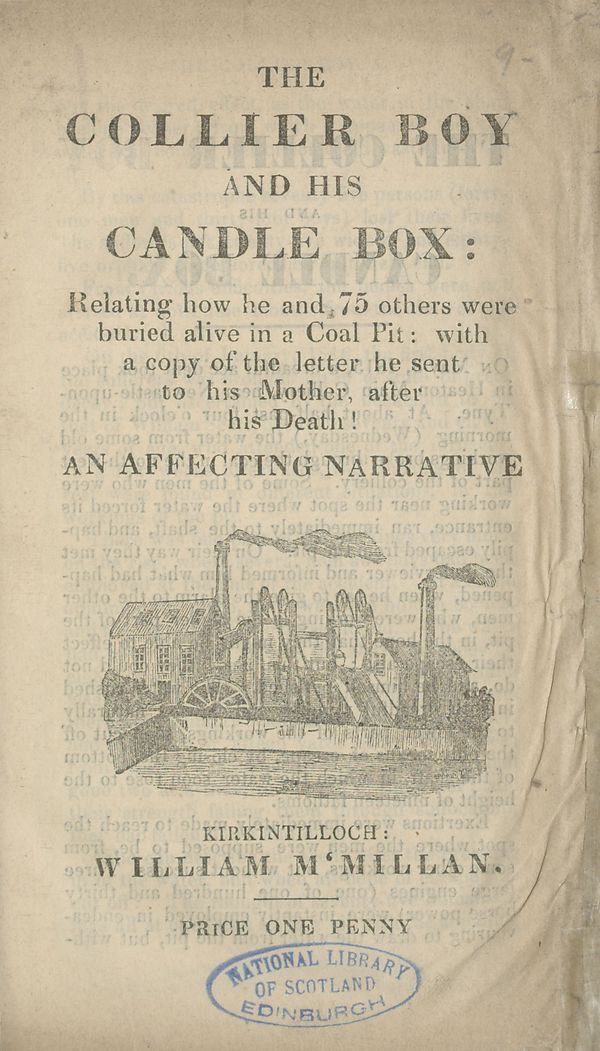 9-
THE
COLLIER BOY
AND HIS
CANDLE BOX:
Relating how he and 75 others were
buried alive in a Coal Pit: with
a copy of the letter he sent
to his Mother, after
his Death!
AN AFFECTING NARRATIVE
KIRKINTILLOCH:
WILLIAM M‘MILLAN.
PRICE ONE PENNY
NATIONAL LIBRARY
OF SCOTLAND
EDINBURGH